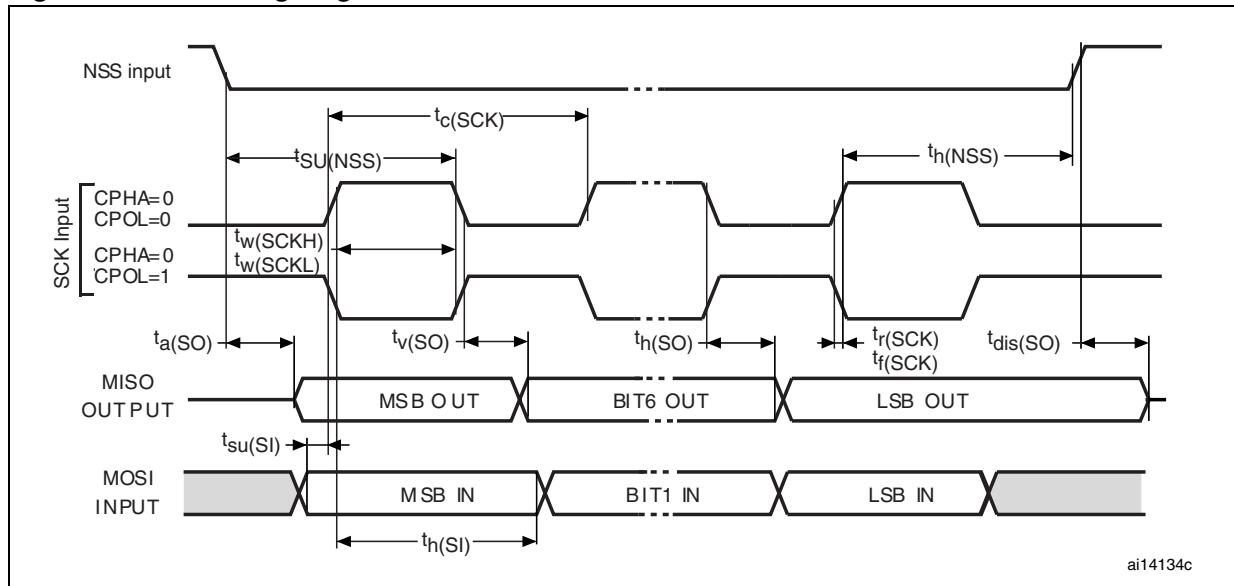 NSS input
tc(SCK)
tSU(NSS)
th(NSS)
SCK Input
CPHA=0
CPOL=0
tw(SCKH)
CPHA=0
tw(SCKL)
CPOL=1
ta(SO)
tv(SO)
th(SO)
tr(SCK)
tf(SCK)
tdis(SO)
MISO
OUTPUT
MSB OUT
BIT6 OUT
LSB OUT
tsu(SI)
MOSI
INPUT
MSB IN
BIT1 IN
LSB IN
th(SI)
ai14134c